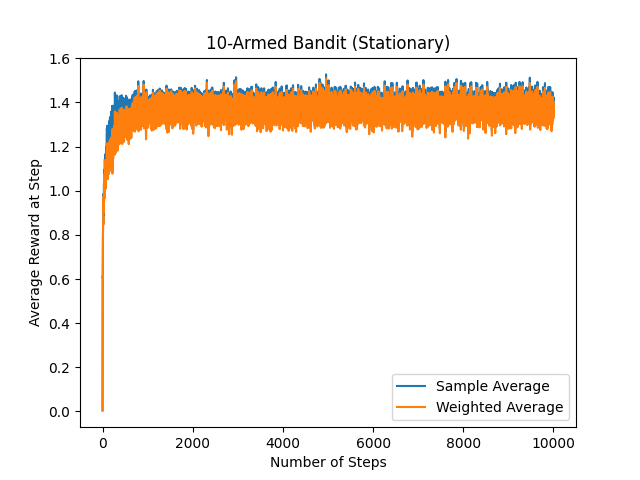 10-Armed Bandit (Stationary)
Average Reward at Step
1.6
1.4
1.2
1.0
0.8
0.6
0.4
0.2
0.0
Sample Average
Weighted Average
0 2000 4000 6000 8000 10000
Number of Steps